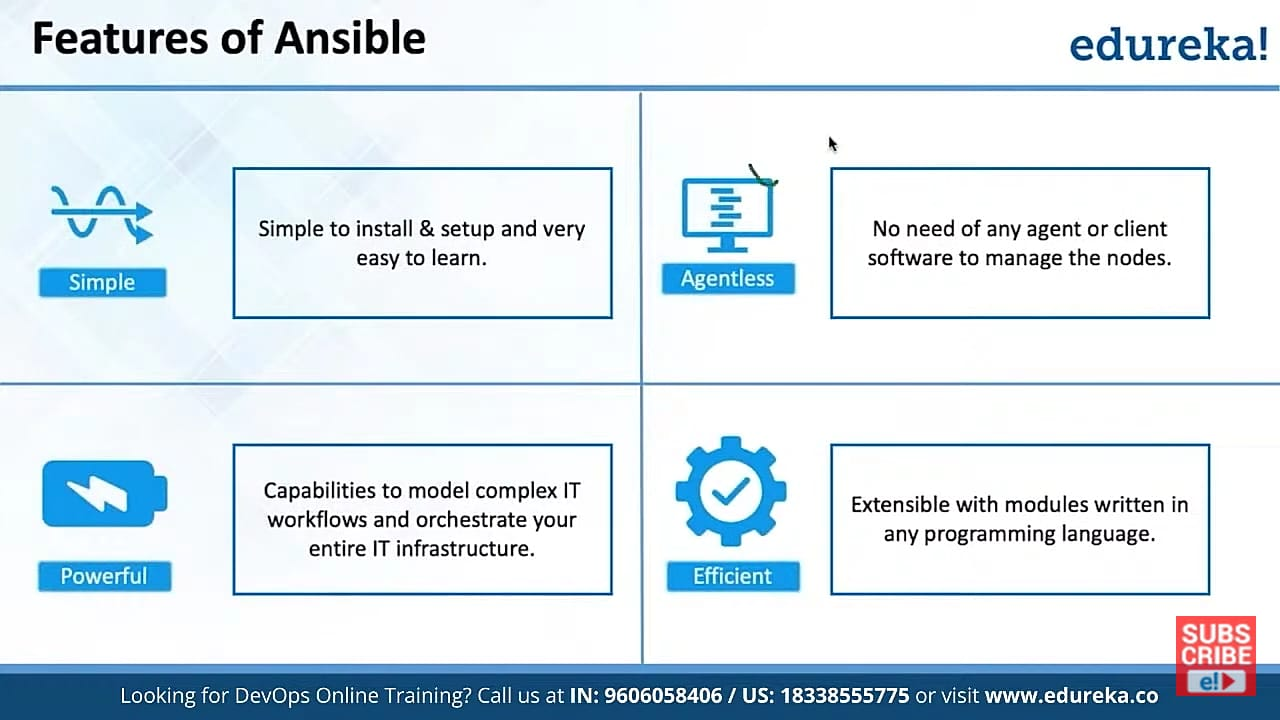 Features of Ansible
edureka!
Simple to install & setup and very
easy to learn.
Simple
No need of any agent or client
software to manage the nodes.
Agentless
Capabilities to model complex IT
workflows and orchestrate your
entire IT infrastructure.
Powerful
Extensible with modules written in
any programming language.
Efficient
SUBS
CRIBE
e!
Looking for DevOps Online Training? Call us at IN: 9606058406 / US: 18338555775 or visit www.edureka.co